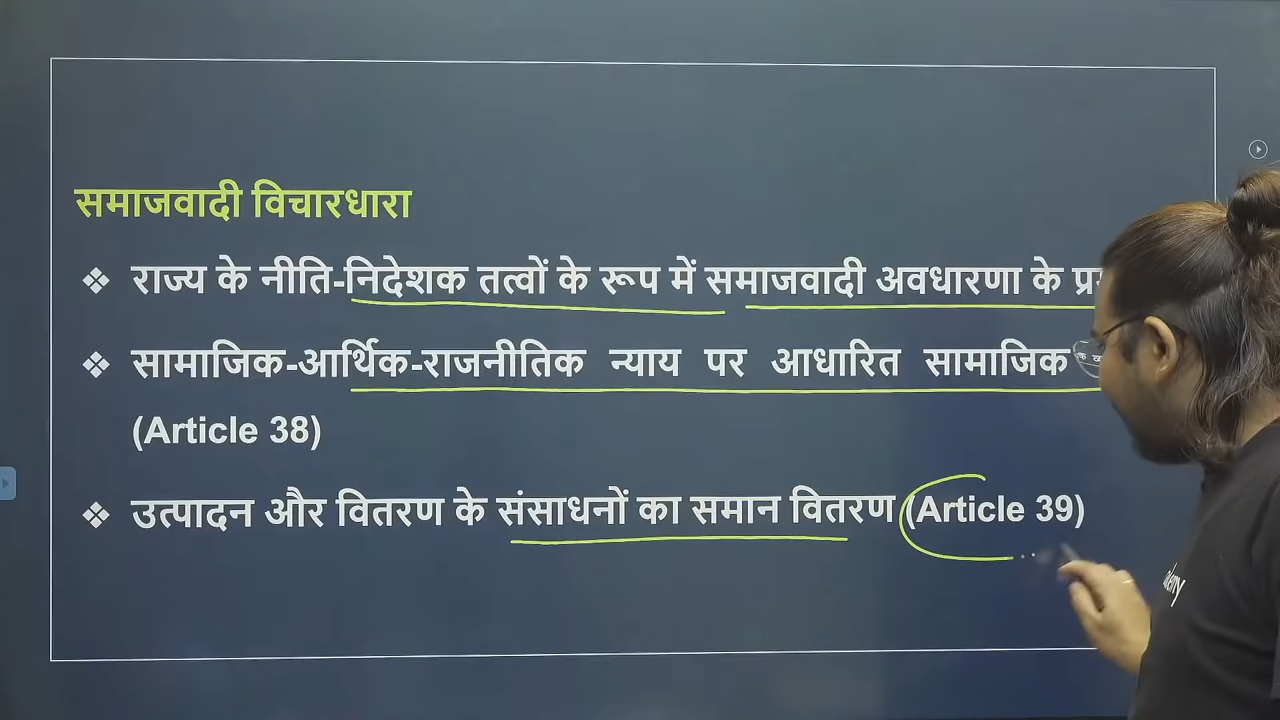 समाजवादी विचारधारा
❖ राज्य के नीति-निदेशक तत्वों के रूप में समाजवादी अवधारणा के
❖ सामाजिक-आर्थिक-राजनीतिक न्याय पर आधारित सामाजिक
(Article 38)
❖ उत्पादन और वितरण के संसाधनों का समान वितरण (Article 39)